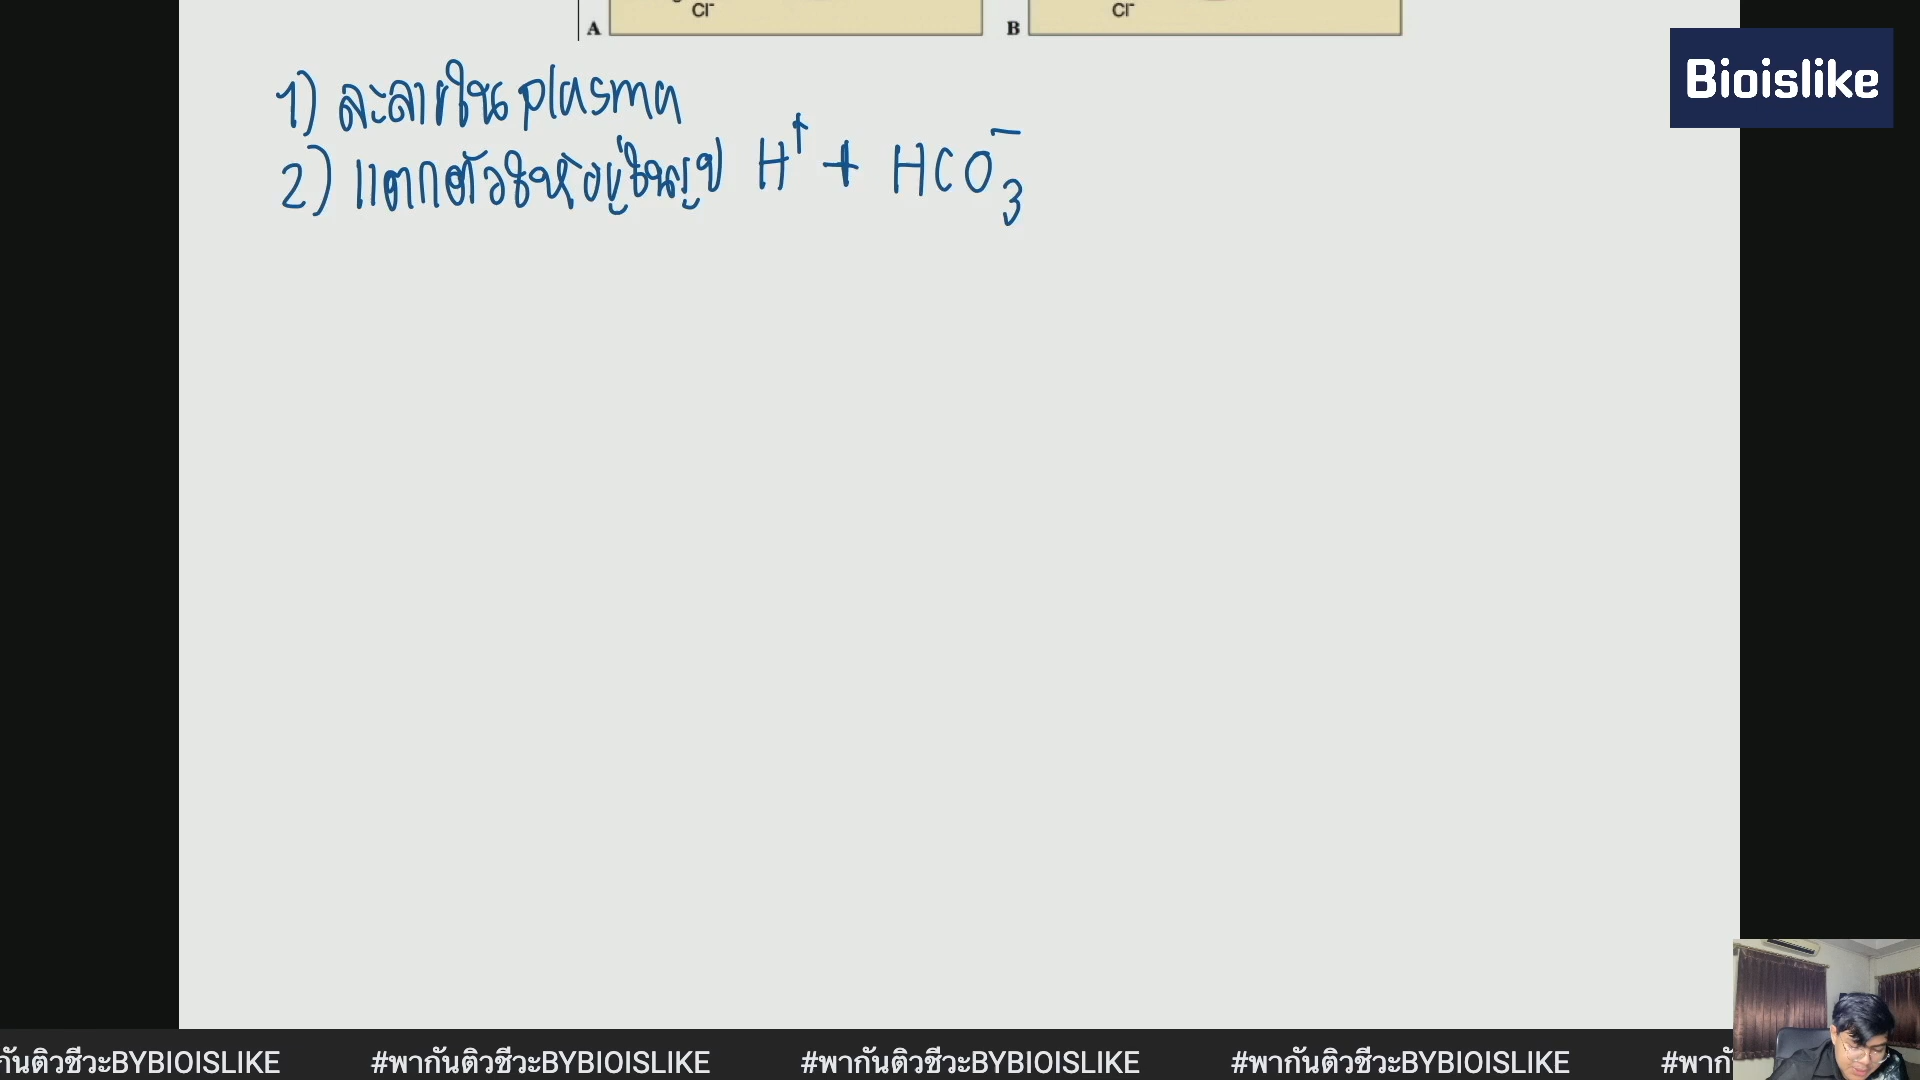 Cl⁻
Cl⁻
A
B
Bioislike
1) ละลายใน plasma
2) แตกตัวให้อยู่ในรูป H⁺ + HCO₃⁻
กันติวชีวะBYBIOISLIKE #พากันติวชีวะBYBIOISLIKE #พากันติวชีวะBYBIOISLIKE #พากันติวชีวะBYBIOISLIKE #พากัน